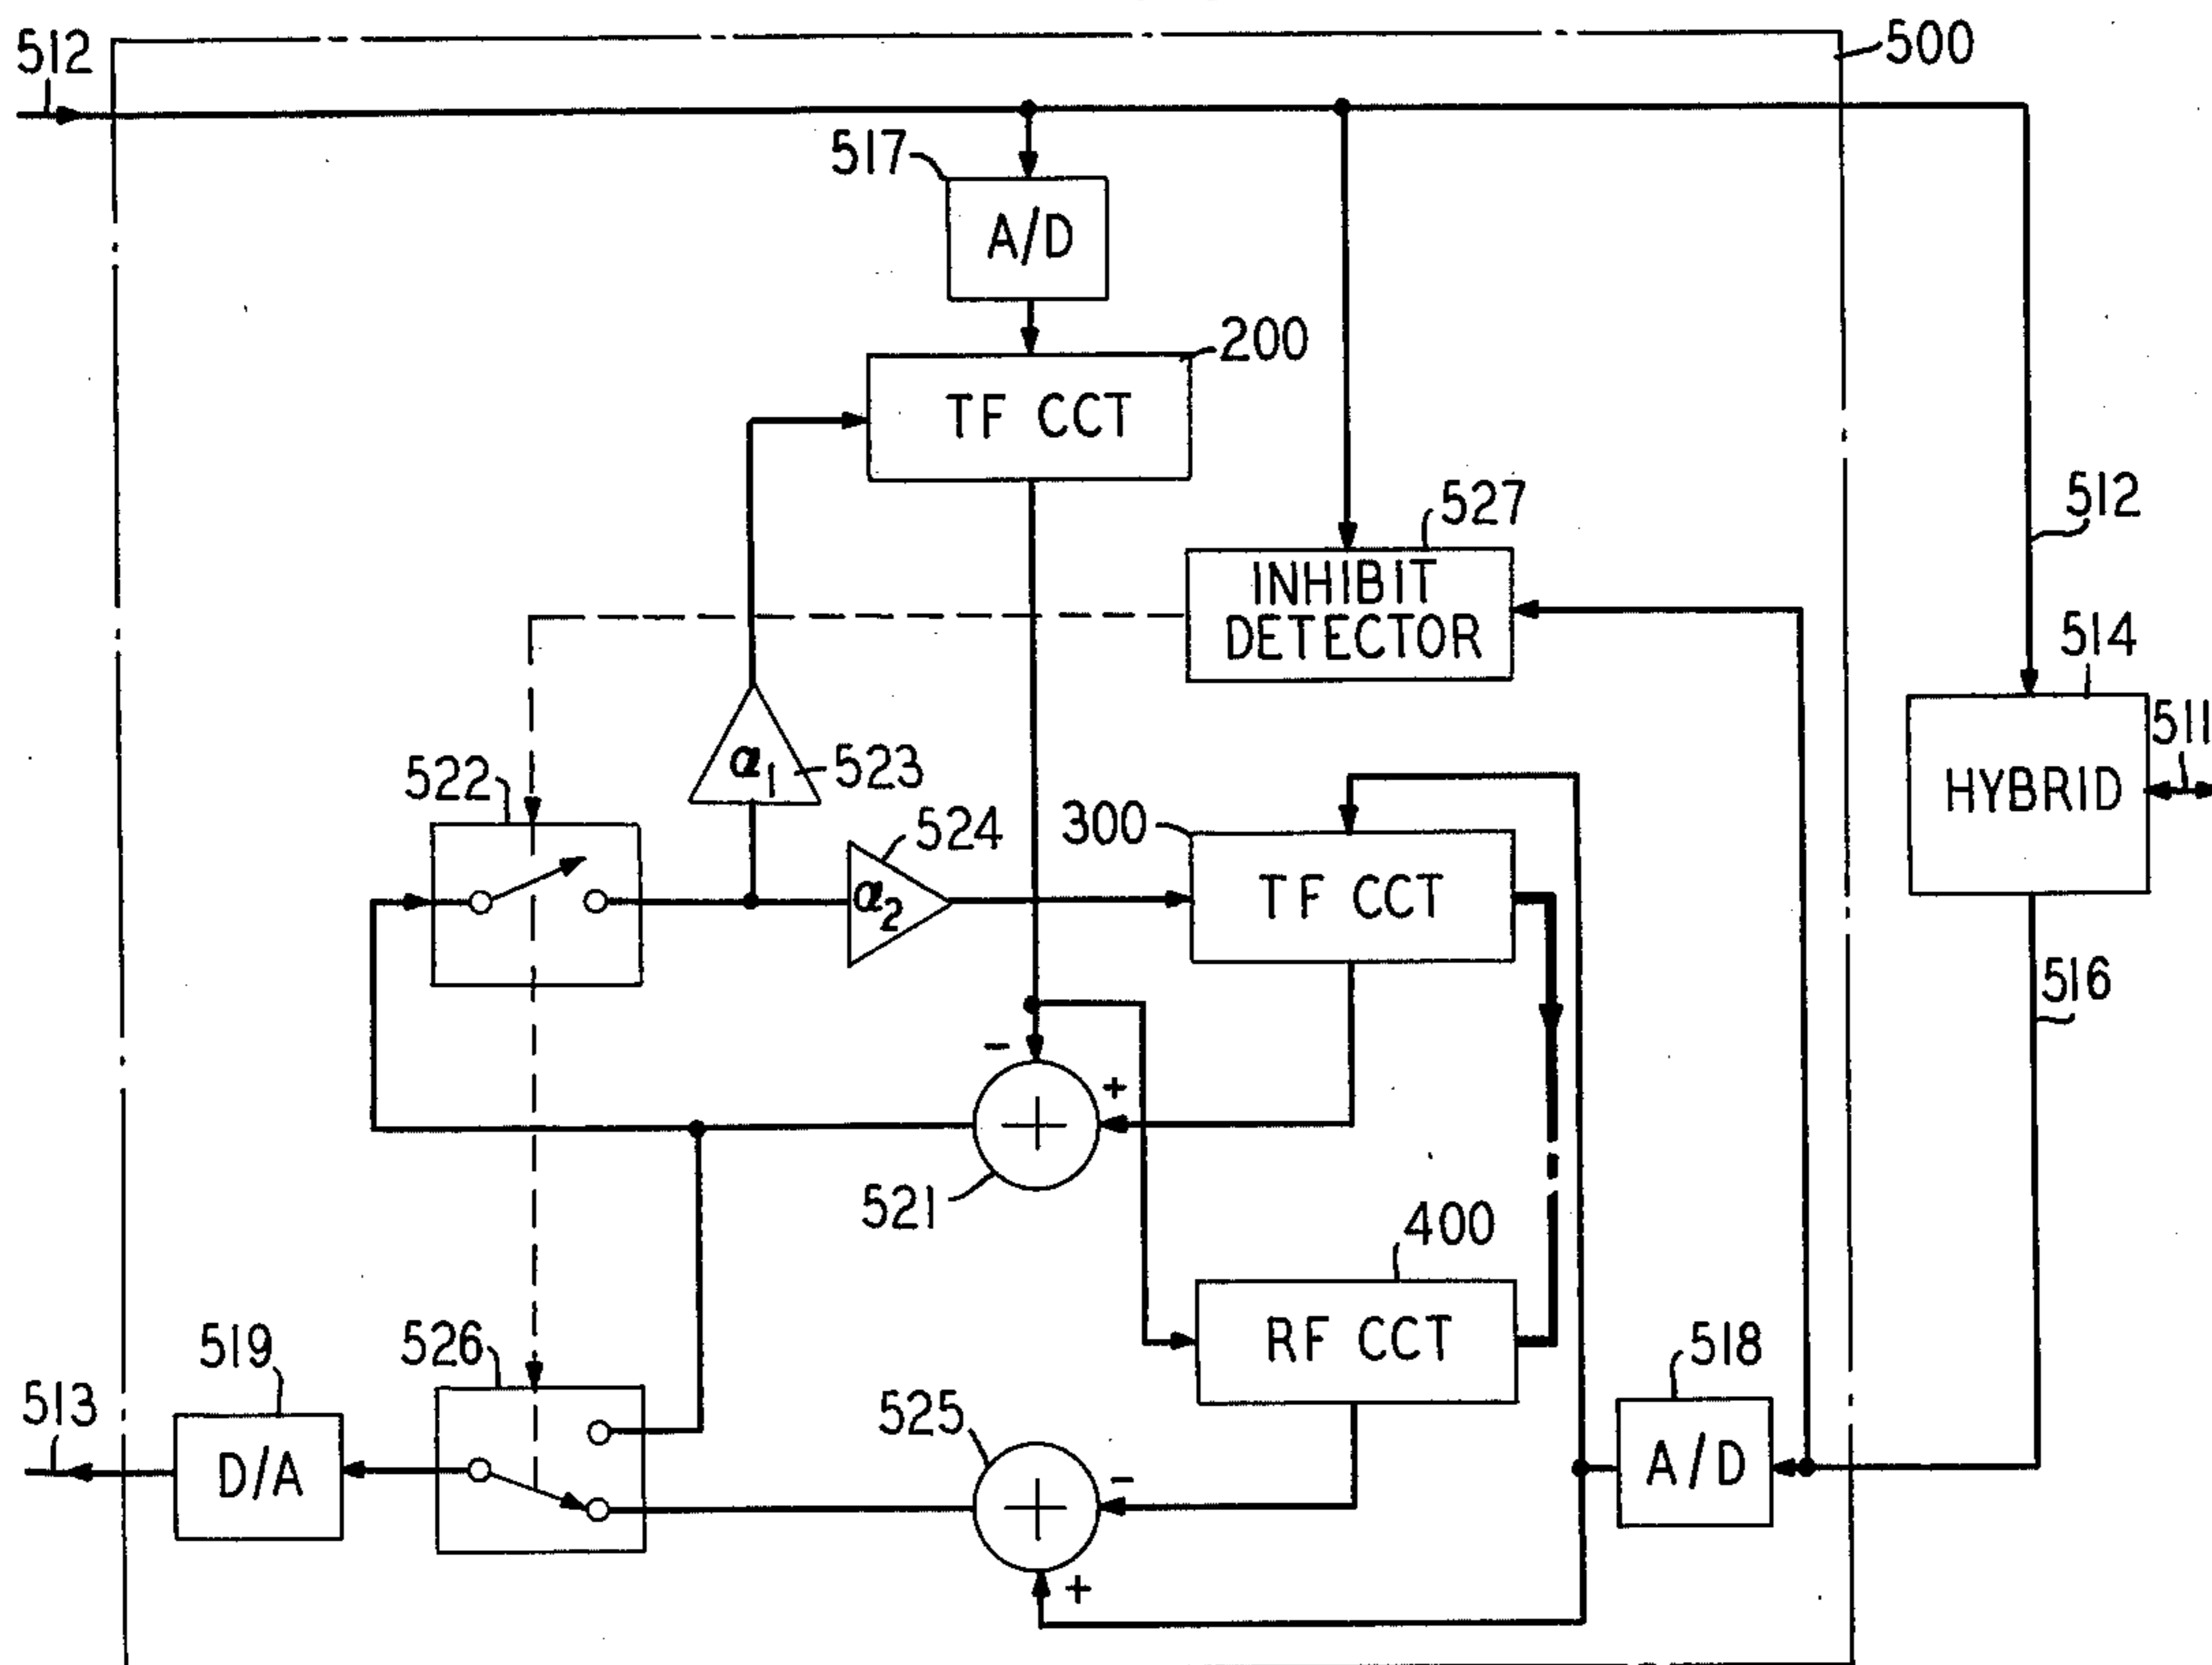 512
500
517
A/D
200
TF CCT
527
INHIBIT
DETECTOR
512
514
511
HYBRID
522
α1
523
524
α2
300
TF CCT
516
-
+
521
400
RF CCT
513
519
D/A
526
525
-
+
518
A/D